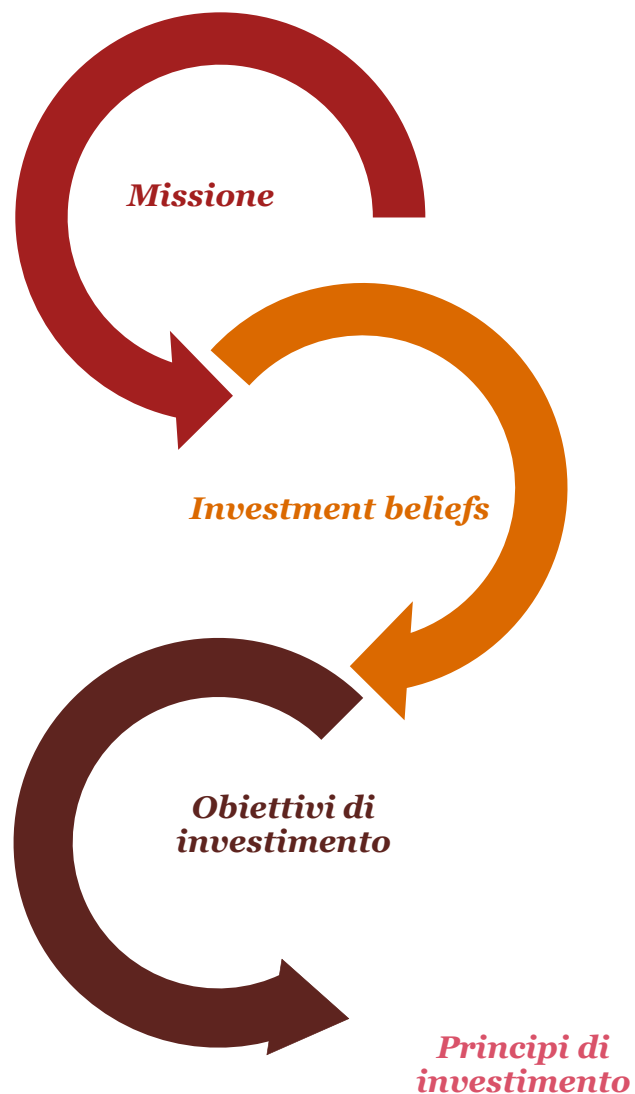 Missione
Investment beliefs
Obiettivi di
investimento
Principi di
investimento